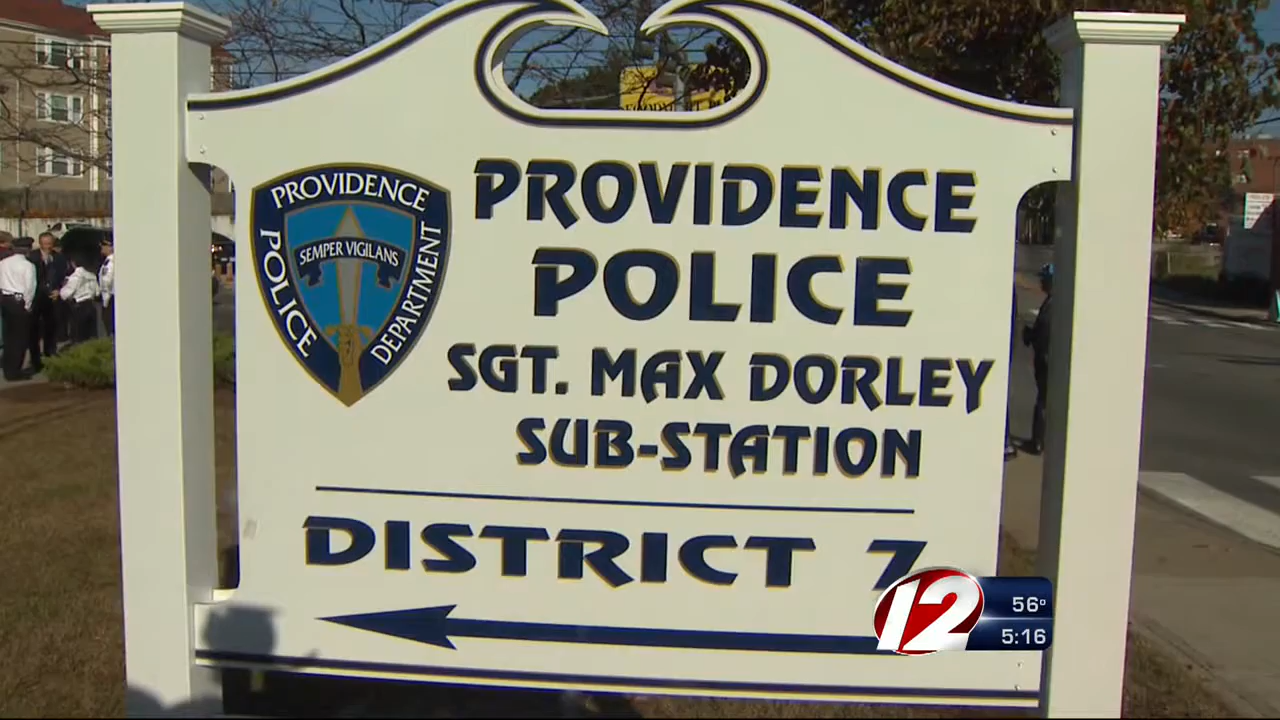 PROVIDENCE
POLICE
SGT. MAX DORLEY
SUB-STATION
DISTRICT 7
PROVIDENCE
POLICE
DEPARTMENT
SEMPER VIGILANS
12
56°
5:16